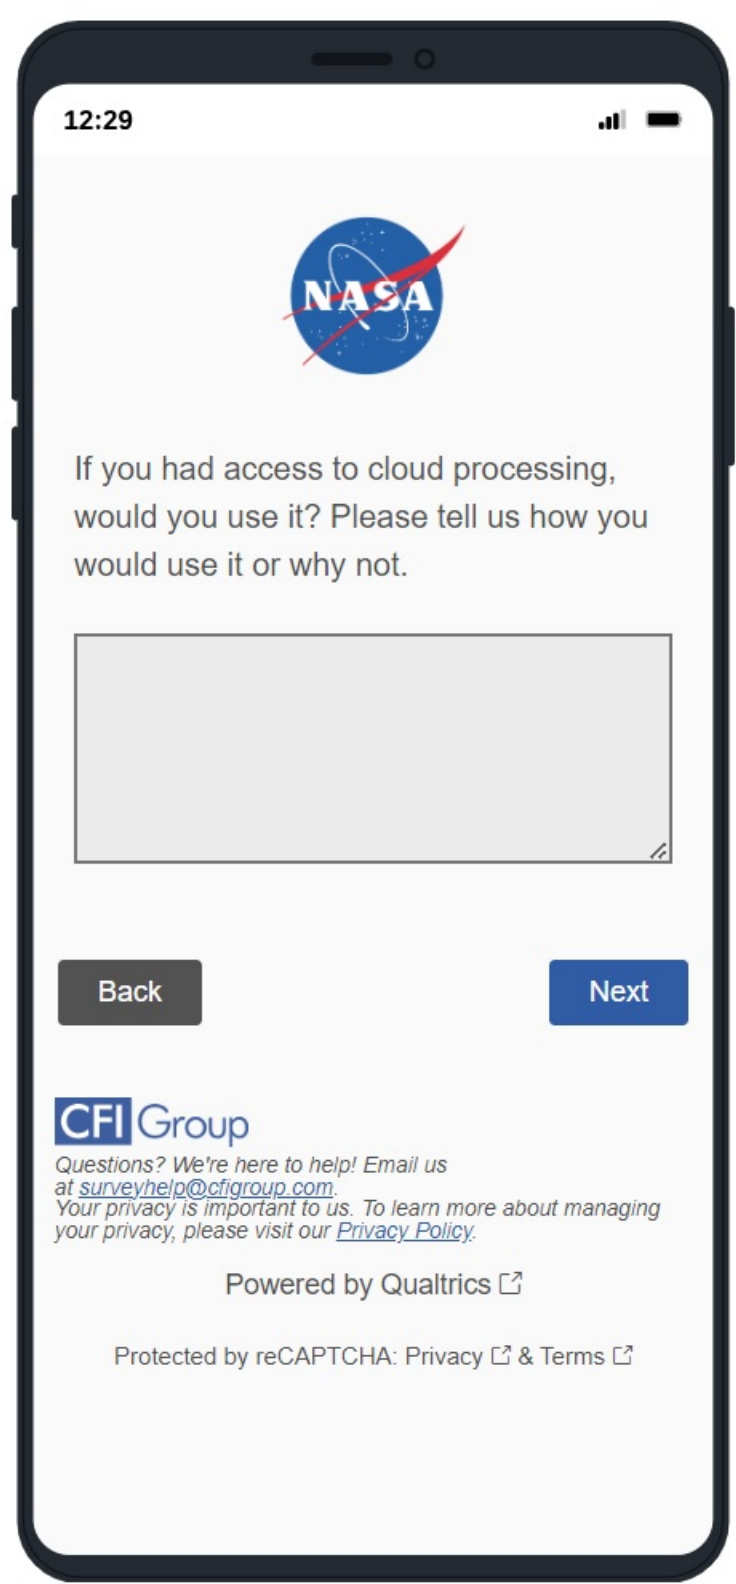 12:29
NASA
If you had access to cloud processing,
would you use it? Please tell us how you
would use it or why not.
Back
Next
CFI Group
Questions? We're here to help! Email us
at surveyhelp@cfigroup.com.
Your privacy is important to us. To learn more about managing
your privacy, please visit our Privacy Policy.
Powered by Qualtrics
Protected by reCAPTCHA: Privacy & Terms